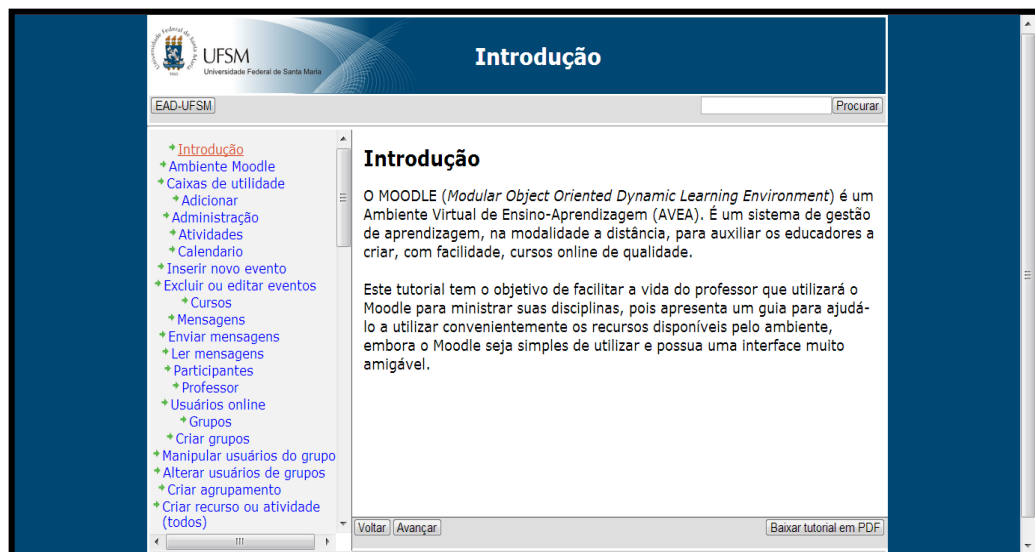 Universidade Federal de Santa Maria
1960
UFSM
Universidade Federal de Santa Maria
Introdução
EAD-UFSM
Procurar
Introdução
Ambiente Moodle
Caixas de utilidade
Adicionar
Administração
Atividades
Calendario
Inserir novo evento
Excluir ou editar eventos
Cursos
Mensagens
Enviar mensagens
Ler mensagens
Participantes
Professor
Usuários online
Grupos
Criar grupos
Manipular usuários do grupo
Alterar usuários de grupos
Criar agrupamento
Criar recurso ou atividade
(todos)
Introdução
O MOODLE (Modular Object Oriented Dynamic Learning Environment) é um
Ambiente Virtual de Ensino-Aprendizagem (AVEA). É um sistema de gestão
de aprendizagem, na modalidade a distância, para auxiliar os educadores a
criar, com facilidade, cursos online de qualidade.
Este tutorial tem o objetivo de facilitar a vida do professor que utilizará o
Moodle para ministrar suas disciplinas, pois apresenta um guia para ajudá-
lo a utilizar convenientemente os recursos disponíveis pelo ambiente,
embora o Moodle seja simples de utilizar e possua uma interface muito
amigável.
Voltar Avançar Baixar tutorial em PDF